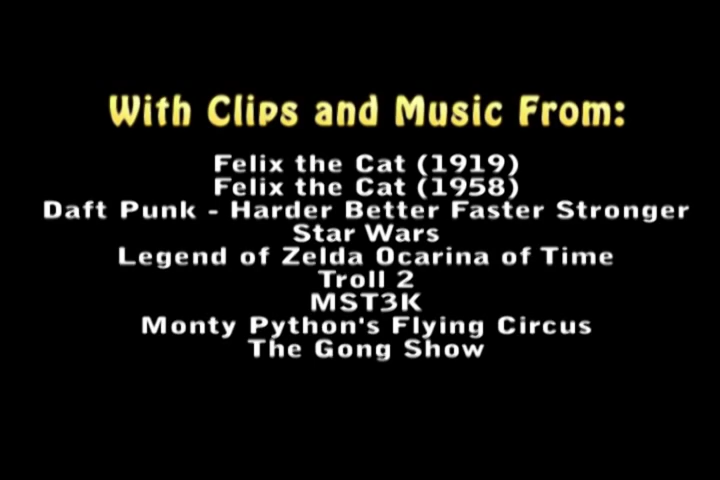 With Clips and Music From:
Felix the Cat (1919)
Felix the Cat (1958)
Daft Punk - Harder Better Faster Stronger
Star Wars
Legend of Zelda Ocarina of Time
Troll 2
MST3K
Monty Python's Flying Circus
The Gong Show